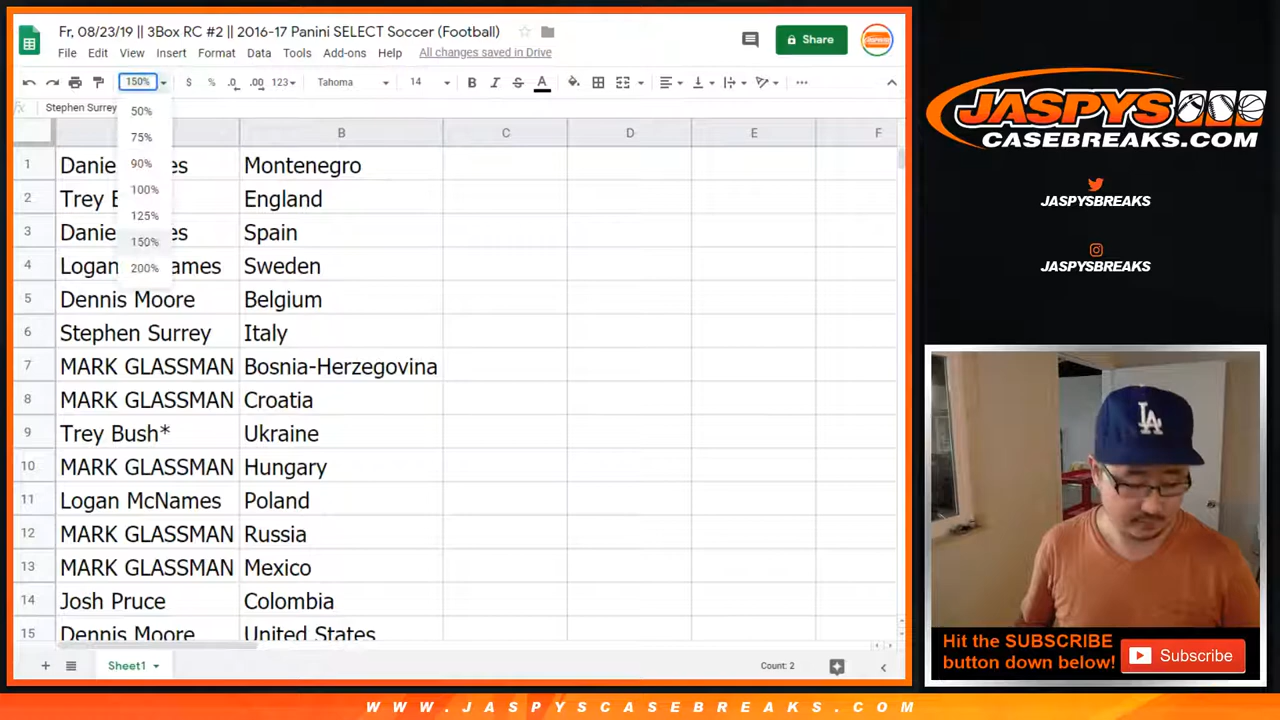 Fr, 08/23/19 || 3Box RC #2 || 2016-17 Panini SELECT Soccer (Football)
File Edit View Insert Format Data Tools Add-ons Help All changes saved in Drive
Share
150% $ % .0 .00 123 Tahoma 14 B I S A
fx Stephen Surrey
50%
75%
90%
100%
125%
150%
200%
B C D E F
1 Montenegro
2 Trey England
3 Spain
4 Logan Sweden
5 Dennis Moore Belgium
6 Stephen Surrey Italy
7 MARK GLASSMAN Bosnia-Herzegovina
8 MARK GLASSMAN Croatia
9 Trey Bush* Ukraine
10 MARK GLASSMAN Hungary
11 Logan McNames Poland
12 MARK GLASSMAN Russia
13 MARK GLASSMAN Mexico
14 Josh Pruce Colombia
15 Dennis Moore United States
Sheet1
Count: 2
JASPYS
CASEBREAKS.COM
JASPYSBREAKS
JASPYSBREAKS
LA
Hit the SUBSCRIBE
button down below!
Subscribe
WWW.JASPYSCASEBREAKS.COM